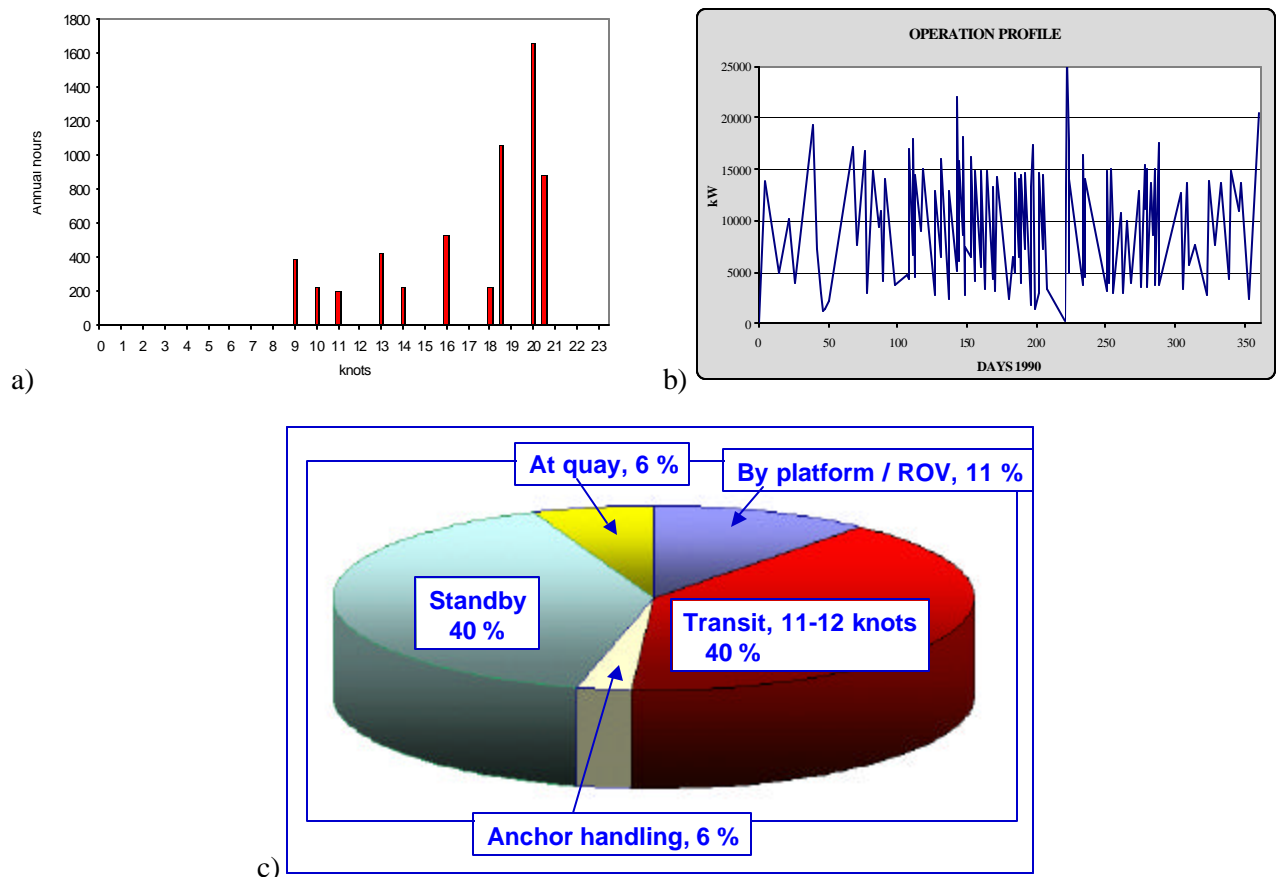 1800
1600
1400
1200
1000
800
600
400
200
0
Annual nours
0 1 2 3 4 5 6 7 8 9 10 11 12 13 14 15 16 17 18 19 20 21 22 23
knots
a)
OPERATION PROFILE
25000
20000
15000
10000
5000
0
kW
0 50 100 150 200 250 300 350
DAYS 1990
b)
At quay, 6 %
By platform / ROV, 11 %
Standby
40 %
Transit, 11-12 knots
40 %
Anchor handling, 6 %
c)